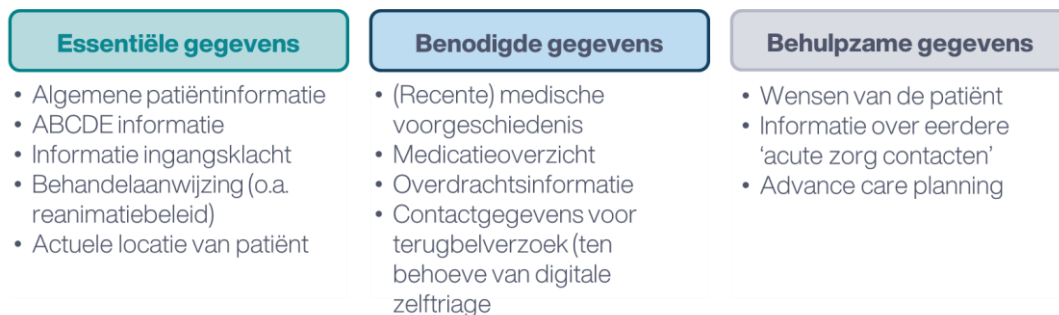 Essentiële gegevens
• Algemene patiëntinformatie
• ABCDE informatie
• Informatie ingangsklacht
• Behandelaanwijzing (o.a.
reanimatiebeleid)
• Actuele locatie van patiënt
Benodigde gegevens
• (Recente) medische
voorgeschiedenis
• Medicatieoverzicht
• Overdrachtsinformatie
• Contactgegevens voor
terugbelverzoek (ten
behoeve van digitale
zelftriage
Behulpzame gegevens
• Wensen van de patiënt
• Informatie over eerdere
‘acute zorg contacten’
• Advance care planning